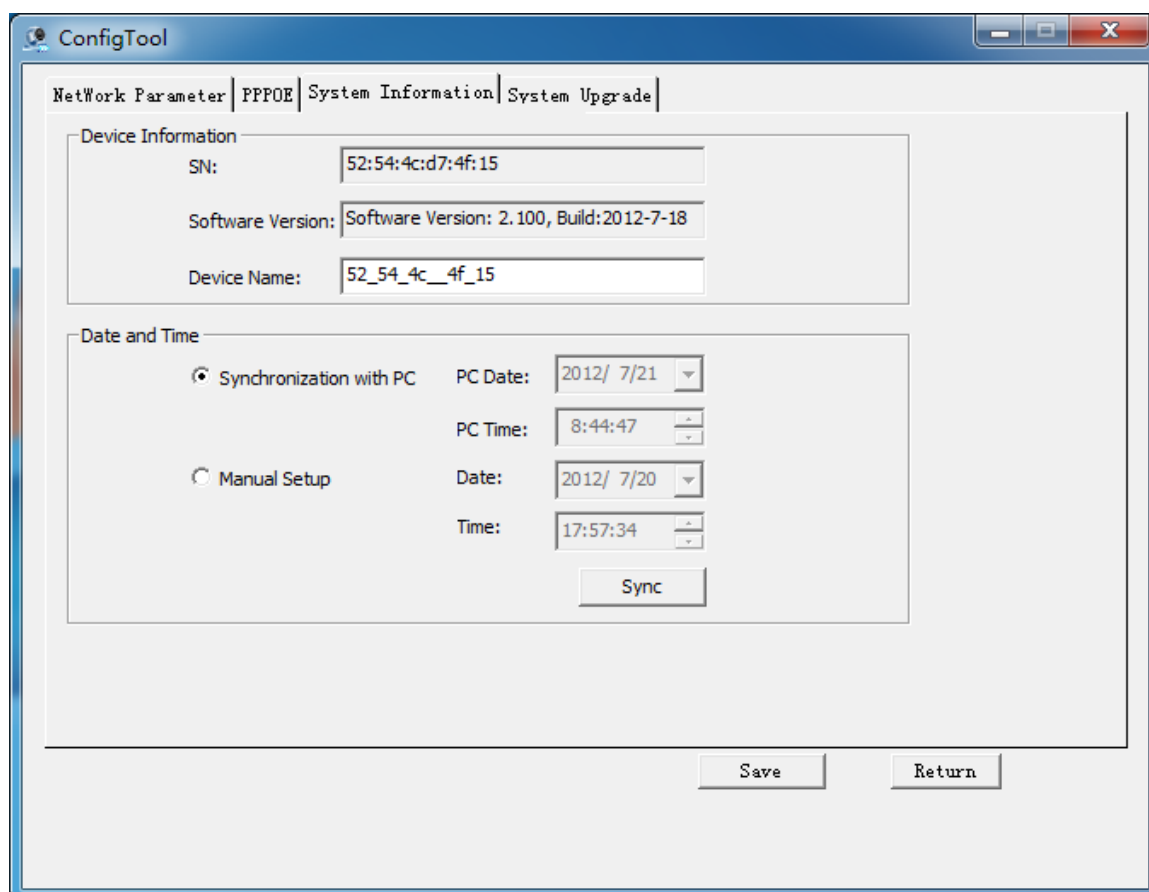 ConfigTool
NetWork Parameter PPPOE System Information System Upgrade
Device Information
SN: 52:54:4c:d7:4f:15
Software Version: Software Version: 2.100, Build:2012-7-18
Device Name: 52_54_4c__4f_15
Date and Time
Synchronization with PC PC Date: 2012/ 7/21
PC Time: 8:44:47
Manual Setup Date: 2012/ 7/20
Time: 17:57:34
Sync
Save Return